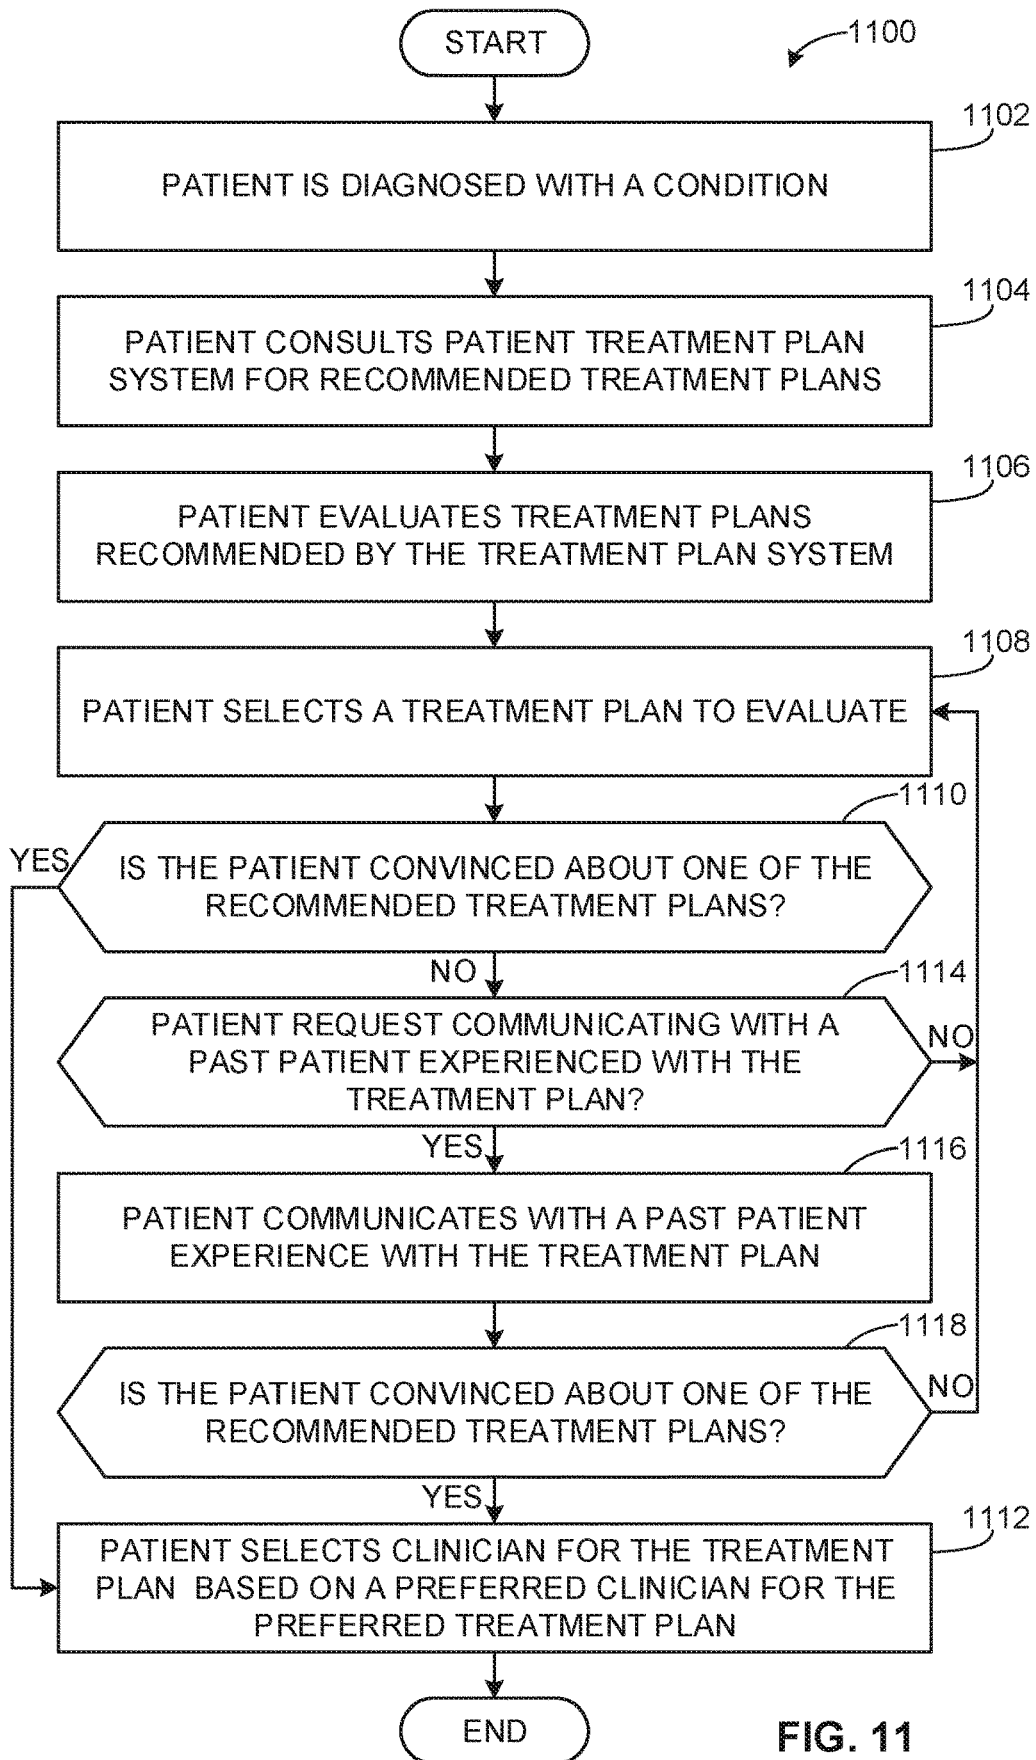 START
1100
1102
PATIENT IS DIAGNOSED WITH A CONDITION
1104
PATIENT CONSULTS PATIENT TREATMENT PLAN
SYSTEM FOR RECOMMENDED TREATMENT PLANS
1106
PATIENT EVALUATES TREATMENT PLANS
RECOMMENDED BY THE TREATMENT PLAN SYSTEM
1108
PATIENT SELECTS A TREATMENT PLAN TO EVALUATE
1110
YES
IS THE PATIENT CONVINCED ABOUT ONE OF THE
RECOMMENDED TREATMENT PLANS?
NO
1114
PATIENT REQUEST COMMUNICATING WITH A
PAST PATIENT EXPERIENCED WITH THE
TREATMENT PLAN?
NO
YES
1116
PATIENT COMMUNICATES WITH A PAST PATIENT
EXPERIENCE WITH THE TREATMENT PLAN
1118
IS THE PATIENT CONVINCED ABOUT ONE OF THE
RECOMMENDED TREATMENT PLANS?
NO
YES
1112
PATIENT SELECTS CLINICIAN FOR THE TREATMENT
PLAN BASED ON A PREFERRED CLINICIAN FOR THE
PREFERRED TREATMENT PLAN
END
FIG. 11